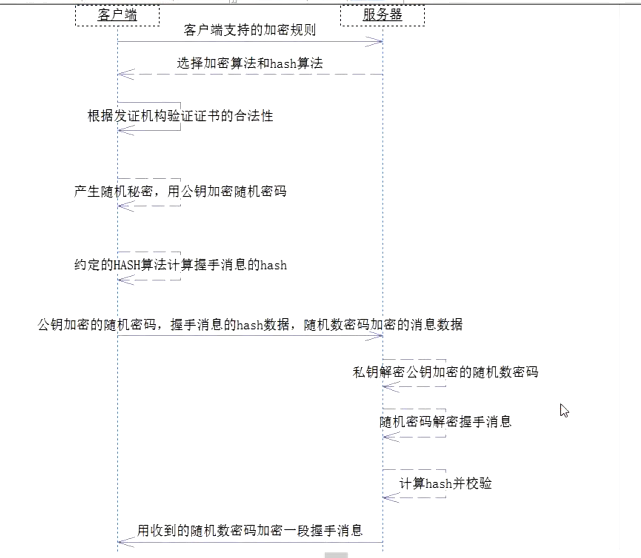 客户端 服务器
客户端支持的加密规则
选择加密算法和hash算法
根据发证机构验证证书的合法性
产生随机秘密，用公钥加密随机密码
约定的HASH算法计算握手消息的hash
公钥加密的随机密码，握手消息的hash数据，随机数密码加密的消息数据
私钥解密公钥加密的随机数密码
随机密码解密握手消息
计算hash并校验
用收到的随机数密码加密一段握手消息